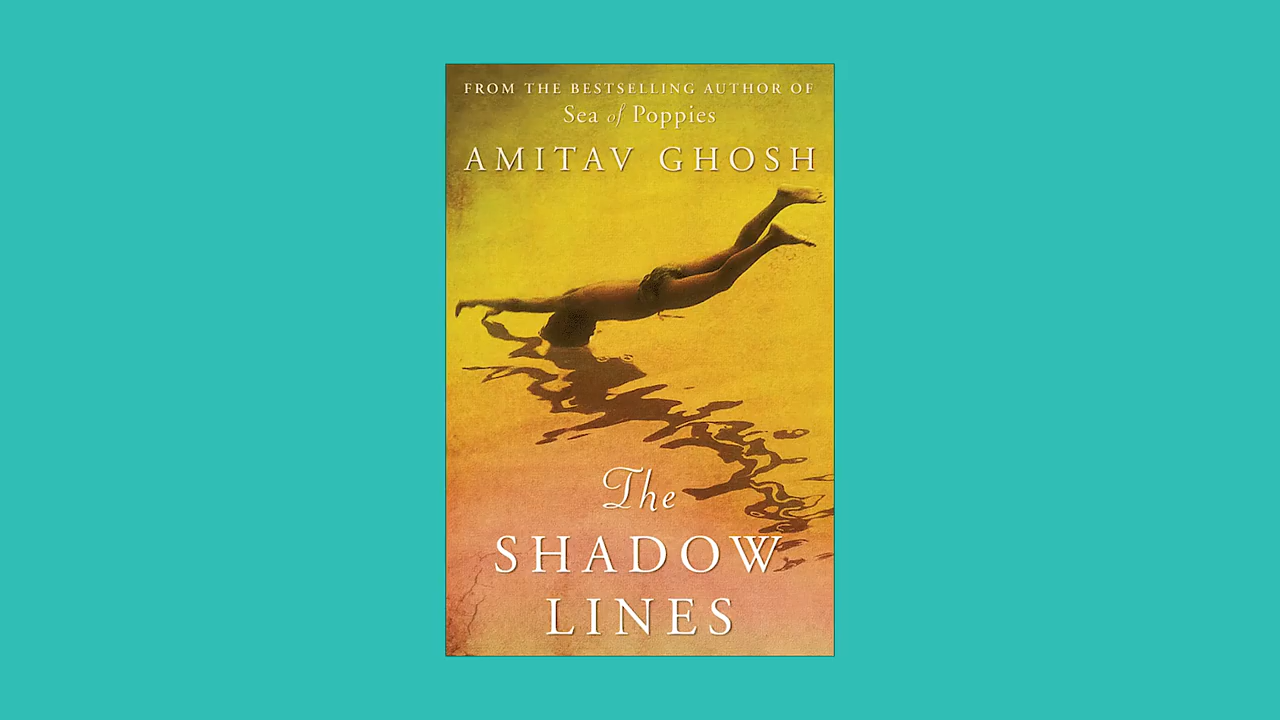 FROM THE BESTSELLING AUTHOR OF
Sea of Poppies
AMITAV GHOSH
The
SHADOW
LINES